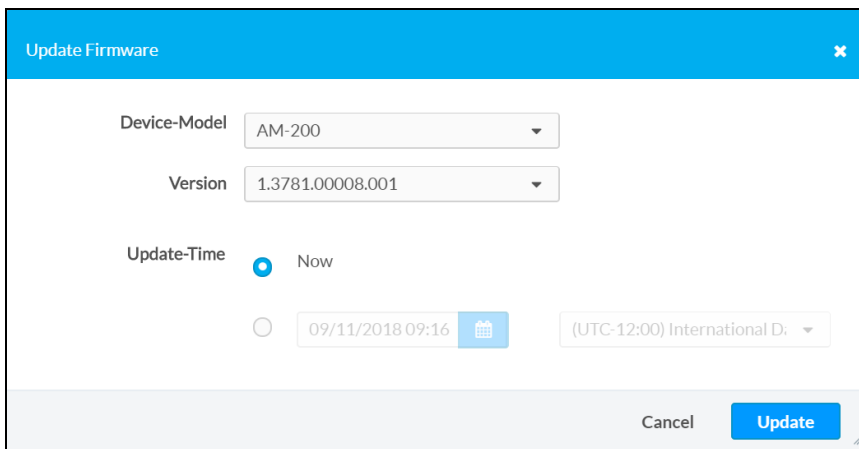 Update Firmware
Device-Model AM-200
Version 1.3781.00008.001
Update-Time Now
09/11/2018 09:16 (UTC-12:00) International Da
Cancel Update